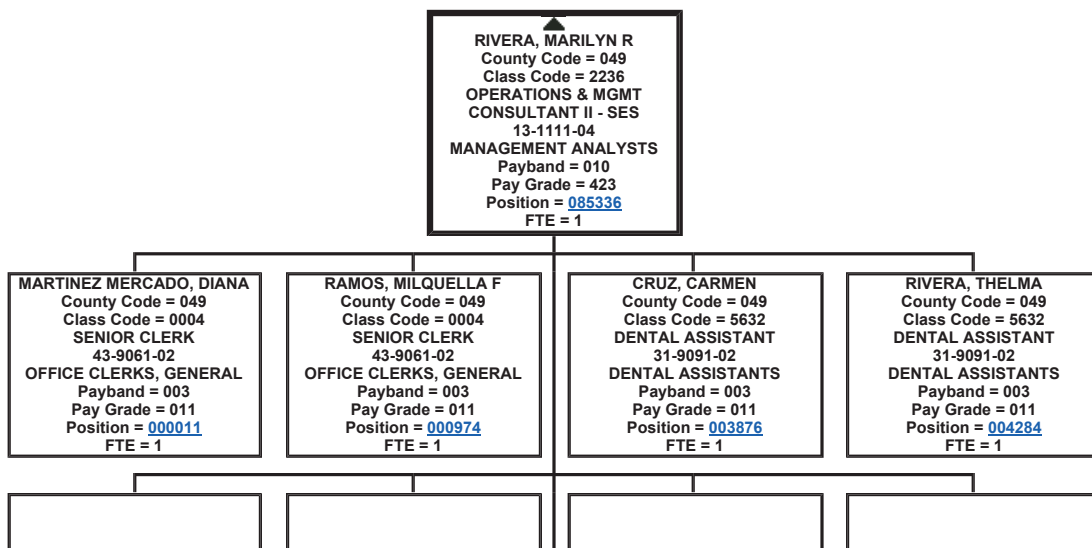 RIVERA, MARILYN R
County Code = 049
Class Code = 2236
OPERATIONS & MGMT
CONSULTANT II - SES
13-1111-04
MANAGEMENT ANALYSTS
Payband = 010
Pay Grade = 423
Position = 085336
FTE = 1
MARTINEZ MERCADO, DIANA
County Code = 049
Class Code = 0004
SENIOR CLERK
43-9061-02
OFFICE CLERKS, GENERAL
Payband = 003
Pay Grade = 011
Position = 000011
FTE = 1
RAMOS, MILQUELLA F
County Code = 049
Class Code = 0004
SENIOR CLERK
43-9061-02
OFFICE CLERKS, GENERAL
Payband = 003
Pay Grade = 011
Position = 000974
FTE = 1
CRUZ, CARMEN
County Code = 049
Class Code = 5632
DENTAL ASSISTANT
31-9091-02
DENTAL ASSISTANTS
Payband = 003
Pay Grade = 011
Position = 003876
FTE = 1
RIVERA, THELMA
County Code = 049
Class Code = 5632
DENTAL ASSISTANT
31-9091-02
DENTAL ASSISTANTS
Payband = 003
Pay Grade = 011
Position = 004284
FTE = 1